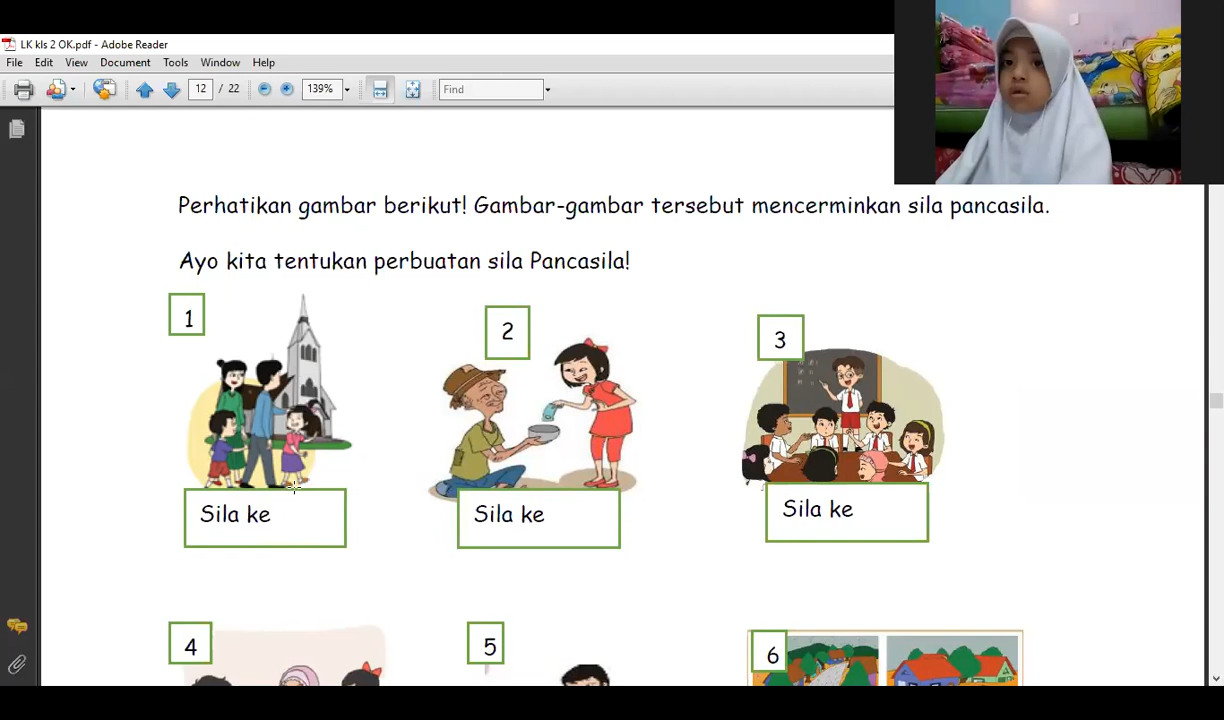 LK kls 2 OK.pdf - Adobe Reader
File Edit View Document Tools Window Help
12 / 22 139% Find
Perhatikan gambar berikut! Gambar-gambar tersebut mencerminkan sila pancasila.
Ayo kita tentukan perbuatan sila Pancasila!
1 2 3
Sila ke Sila ke Sila ke
4 5 6